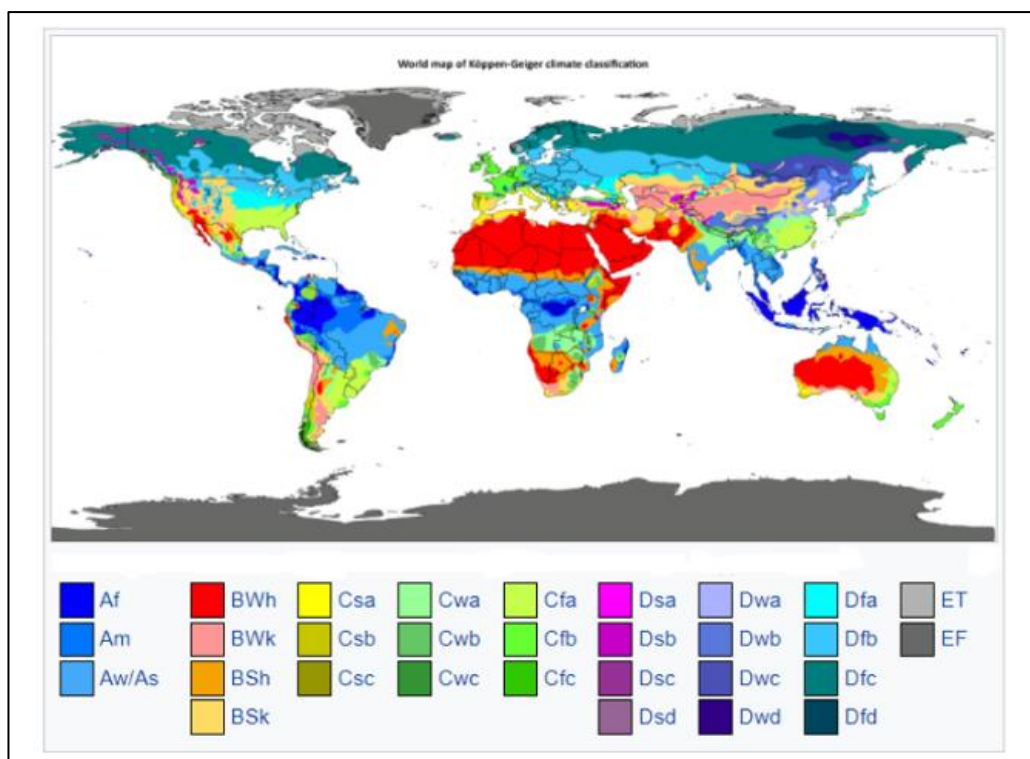 World map of Köppen-Geiger climate classification
Af BWh Csa Cwa Cfa Dsa Dwa Dfa ET
Am BWk Csb Cwb Cfb Dsb Dwb Dfb EF
Aw/As BSh Csc Cwc Cfc Dsc Dwc Dfc
BSk Dsd Dwd Dfd